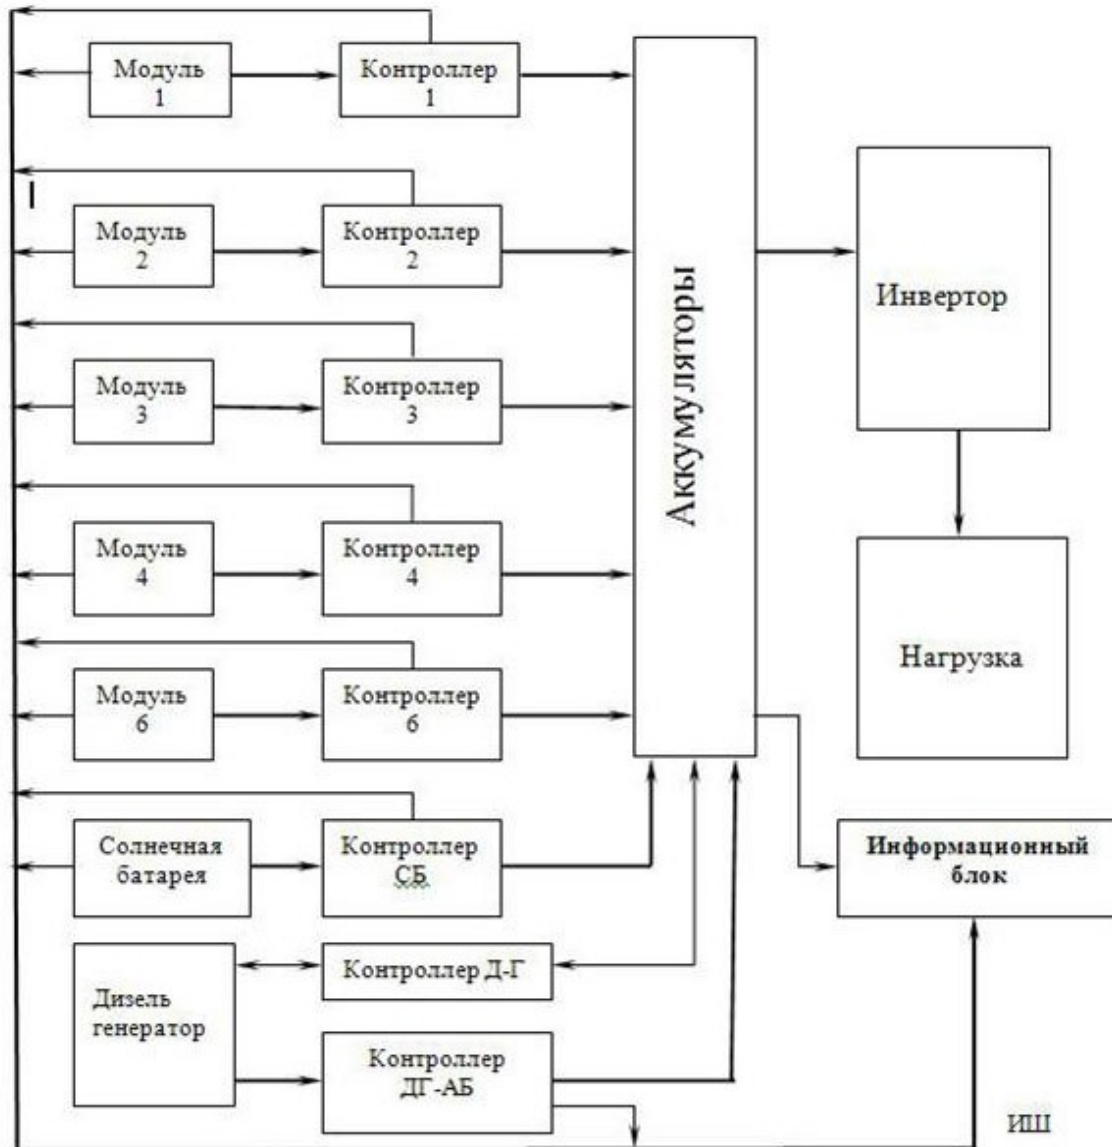 Модуль
1
Контроллер
1
Модуль
2
Контроллер
2
Модуль
3
Контроллер
3
Модуль
4
Контроллер
4
Модуль
6
Контроллер
6
Солнечная
батарея
Контроллер
СБ
Дизель
генератор
Контроллер Д-Г
Контроллер
ДГ-АБ
Аккумуляторы
Инвертор
Нагрузка
Информационный
блок
ИШ